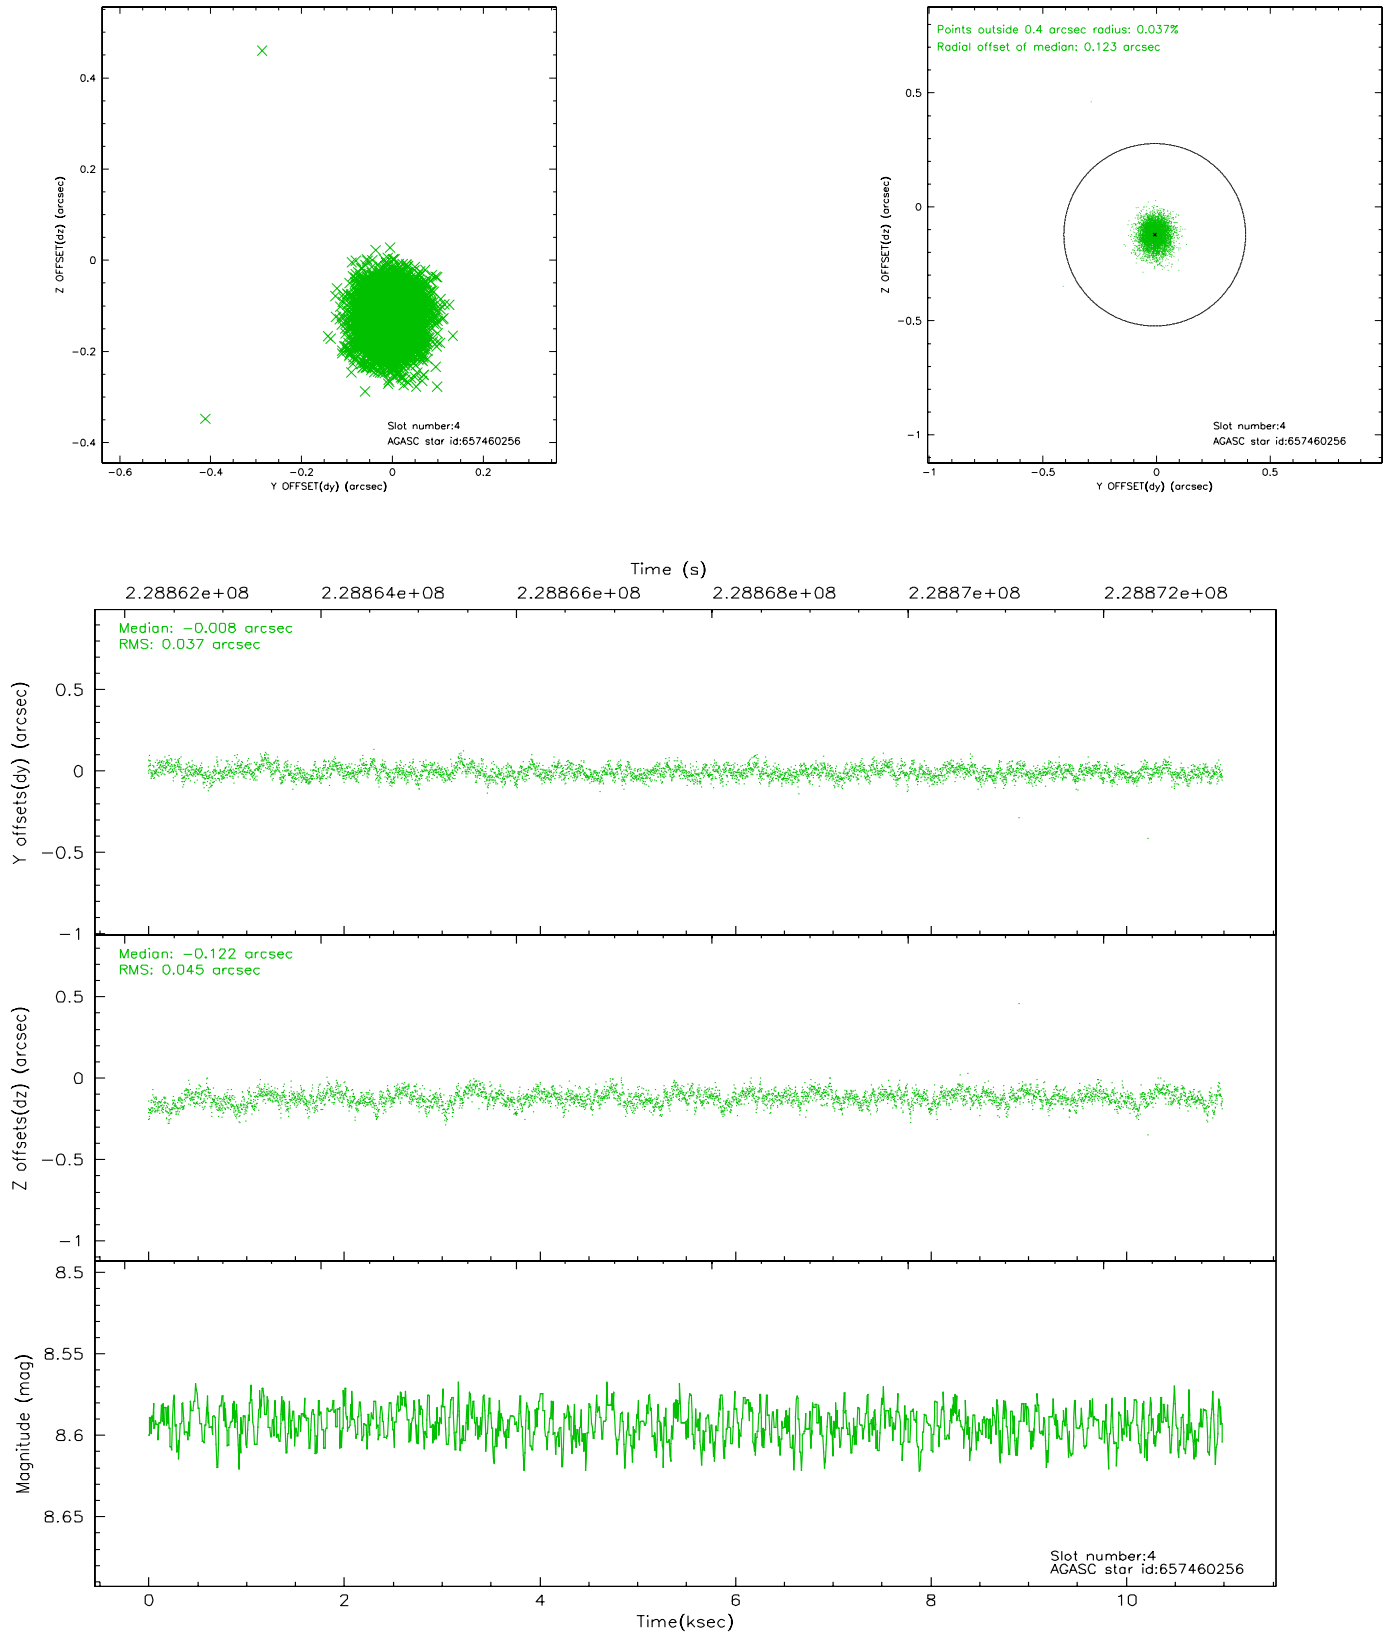 0.4
0.2
0
-0.2
-0.4
Z OFFSET(dz) (arcsec)
Slot number:4
AGASC star id:657460256
-0.6 -0.4 -0.2 0 0.2
Y OFFSET(dy) (arcsec)
Points outside 0.4 arcsec radius: 0.037%
Radial offset of median: 0.123 arcsec
0.5
0
-0.5
-1
Z OFFSET(dz) (arcsec)
Slot number:4
AGASC star id:657460256
-1 -0.5 0 0.5
Y OFFSET(dy) (arcsec)
Time (s)
2.28862e+08 2.28864e+08 2.28866e+08 2.28868e+08 2.2887e+08 2.28872e+08
Median: -0.008 arcsec
RMS: 0.037 arcsec
0.5
0
-0.5
-1
Y offsets(dy) (arcsec)
Median: -0.122 arcsec
RMS: 0.045 arcsec
0.5
0
-0.5
-1
Z offsets(dz) (arcsec)
8.5
8.55
8.6
8.65
Magnitude (mag)
Slot number:4
AGASC star id:657460256
0 2 4 6 8 10
Time(ksec)